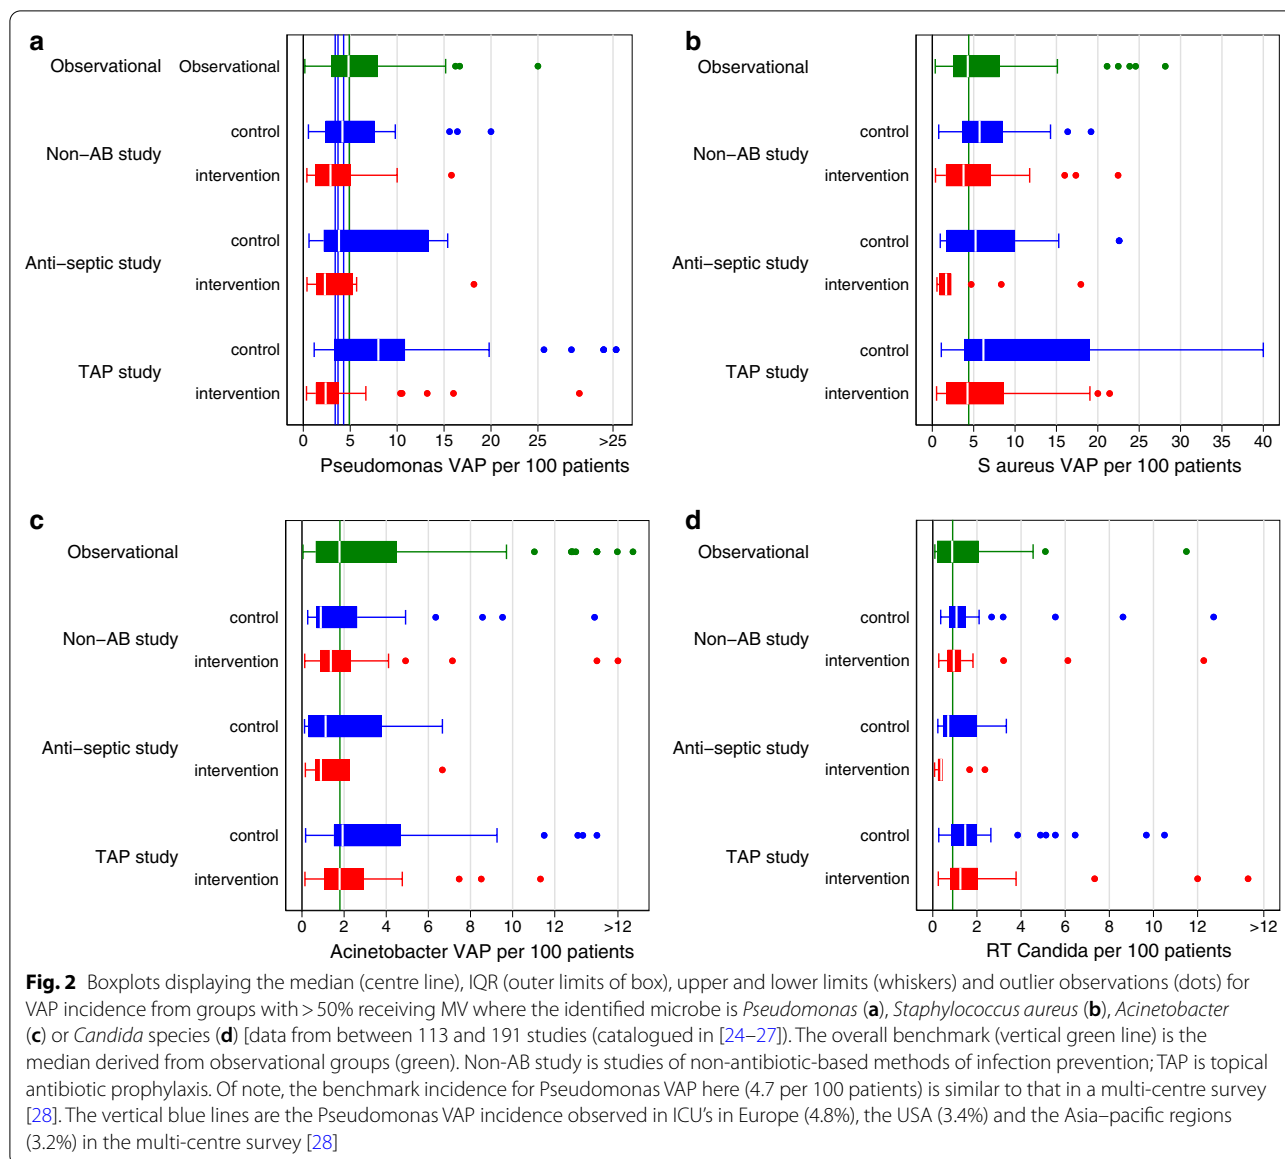 a
Observational Observational
control
Non–AB study
intervention
control
Anti–septic study
intervention
control
TAP study
intervention
0 5 10 15 20 25 >25
Pseudomonas VAP per 100 patients
b
Observational
control
Non–AB study
intervention
control
Anti–septic study
intervention
control
TAP study
intervention
0 5 10 15 20 25 30 35 40
S aureus VAP per 100 patients
c
Observational
control
Non–AB study
intervention
control
Anti–septic study
intervention
control
TAP study
intervention
0 2 4 6 8 10 12 >12
Acinetobacter VAP per 100 patients
d
Observational
control
Non–AB study
intervention
control
Anti–septic study
intervention
control
TAP study
intervention
0 2 4 6 8 10 12 >12
RT Candida per 100 patients
Fig. 2 Boxplots displaying the median (centre line), IQR (outer limits of box), upper and lower limits (whiskers) and outlier observations (dots) for
VAP incidence from groups with > 50% receiving MV where the identified microbe is Pseudomonas (a), Staphylococcus aureus (b), Acinetobacter
(c) or Candida species (d) [data from between 113 and 191 studies (catalogued in [24–27]). The overall benchmark (vertical green line) is the
median derived from observational groups (green). Non-AB study is studies of non-antibiotic-based methods of infection prevention; TAP is topical
antibiotic prophylaxis. Of note, the benchmark incidence for Pseudomonas VAP here (4.7 per 100 patients) is similar to that in a multi-centre survey
[28]. The vertical blue lines are the Pseudomonas VAP incidence observed in ICU's in Europe (4.8%), the USA (3.4%) and the Asia–pacific regions
(3.2%) in the multi-centre survey [28]